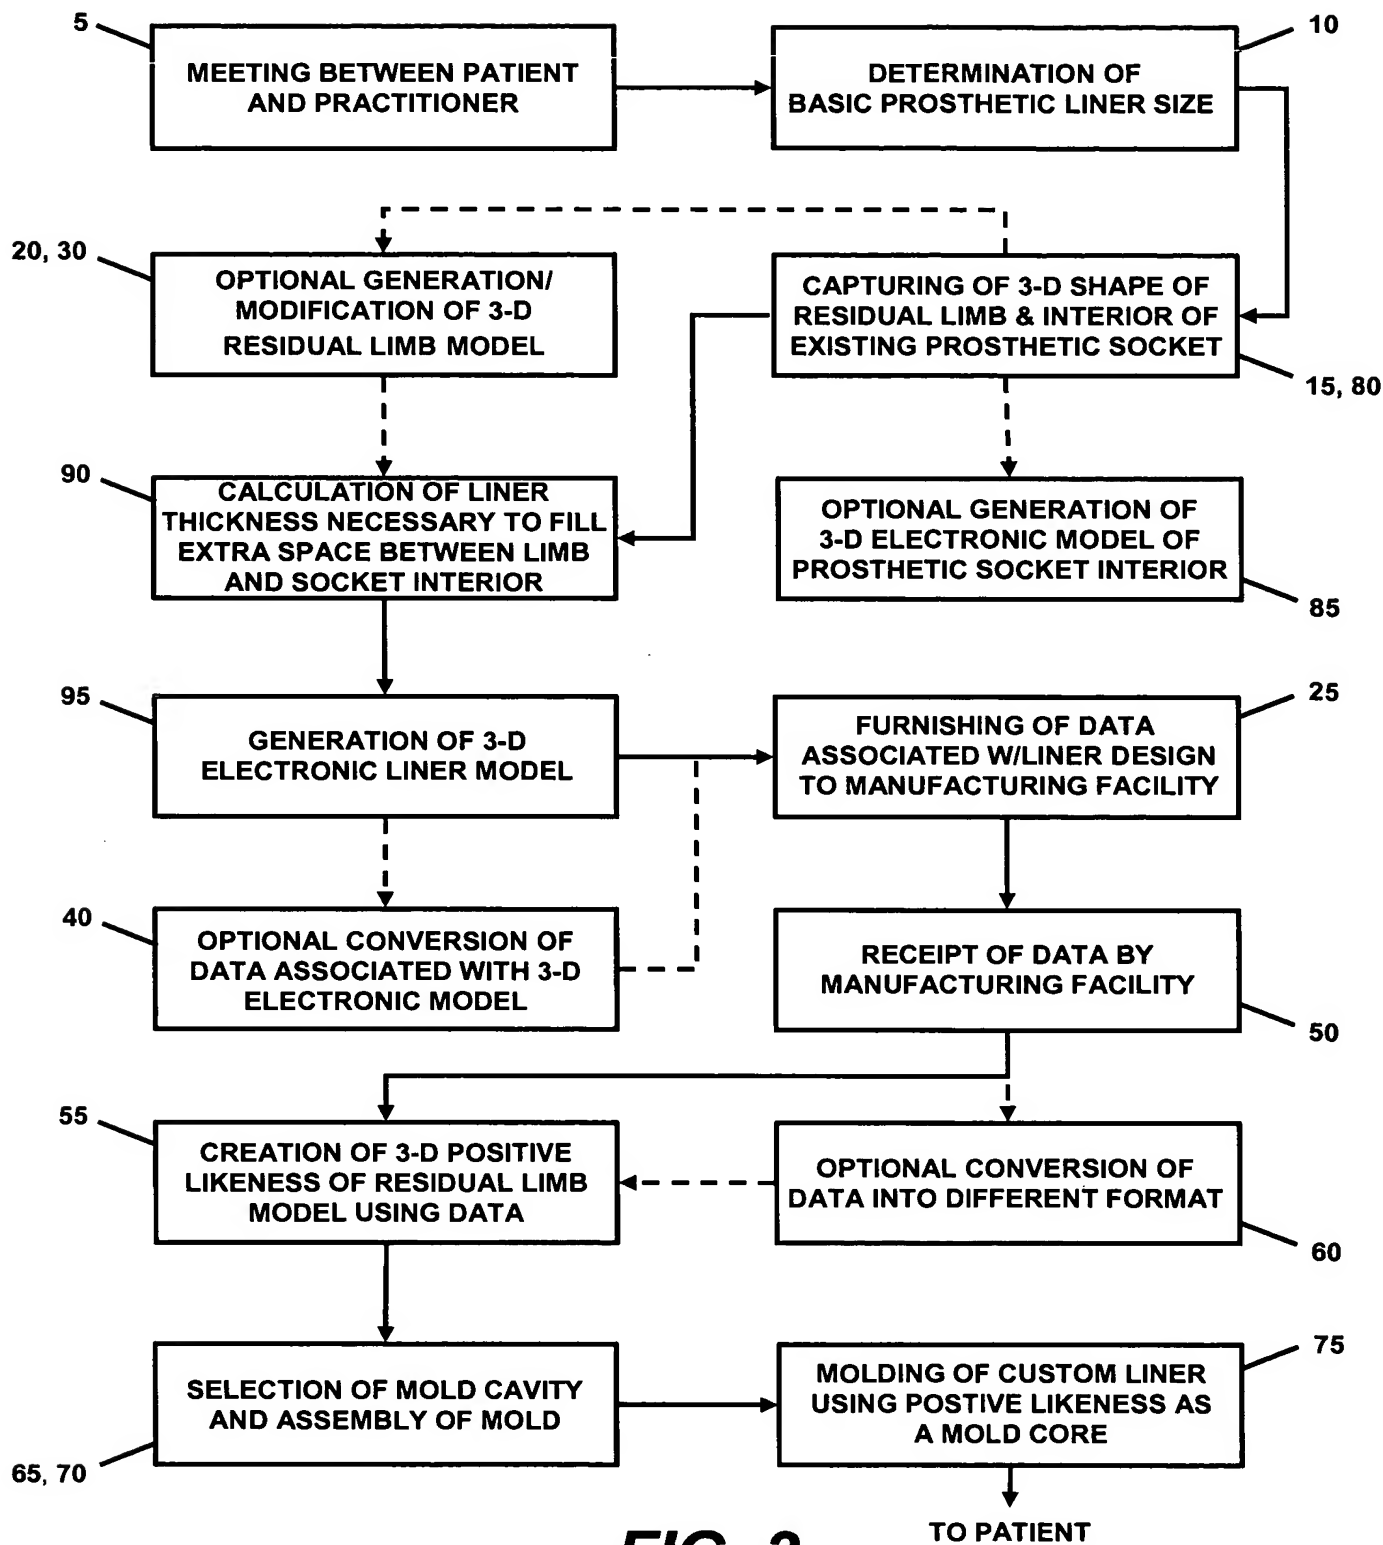 5
MEETING BETWEEN PATIENT
AND PRACTITIONER
10
DETERMINATION OF
BASIC PROSTHETIC LINER SIZE
20, 30
OPTIONAL GENERATION/
MODIFICATION OF 3-D
RESIDUAL LIMB MODEL
CAPTURING OF 3-D SHAPE OF
RESIDUAL LIMB & INTERIOR OF
EXISTING PROSTHETIC SOCKET
15, 80
90
CALCULATION OF LINER
THICKNESS NECESSARY TO FILL
EXTRA SPACE BETWEEN LIMB
AND SOCKET INTERIOR
OPTIONAL GENERATION OF
3-D ELECTRONIC MODEL OF
PROSTHETIC SOCKET INTERIOR
85
95
GENERATION OF 3-D
ELECTRONIC LINER MODEL
25
FURNISHING OF DATA
ASSOCIATED W/LINER DESIGN
TO MANUFACTURING FACILITY
40
OPTIONAL CONVERSION OF
DATA ASSOCIATED WITH 3-D
ELECTRONIC MODEL
RECEIPT OF DATA BY
MANUFACTURING FACILITY
50
55
CREATION OF 3-D POSITIVE
LIKENESS OF RESIDUAL LIMB
MODEL USING DATA
OPTIONAL CONVERSION OF
DATA INTO DIFFERENT FORMAT
60
SELECTION OF MOLD CAVITY
AND ASSEMBLY OF MOLD
65, 70
75
MOLDING OF CUSTOM LINER
USING POSTIVE LIKENESS AS
A MOLD CORE
TO PATIENT